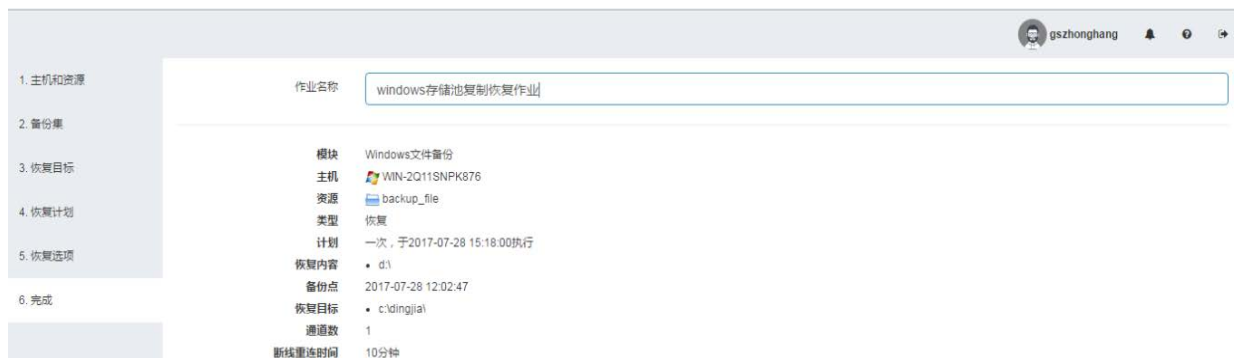 gszhonghang
1. 主机和资源
2. 备份集
3. 恢复目标
4. 恢复计划
5. 恢复选项
6. 完成
作业名称 windows存储池复制恢复作业
模块 Windows文件备份
主机 WIN-2Q11SNPK876
资源 backup_file
类型 恢复
计划 一次，于2017-07-28 15:18:00执行
恢复内容 • d:\
备份点 2017-07-28 12:02:47
恢复目标 • c:\dingjia\
通道数 1
断线重连时间 10分钟